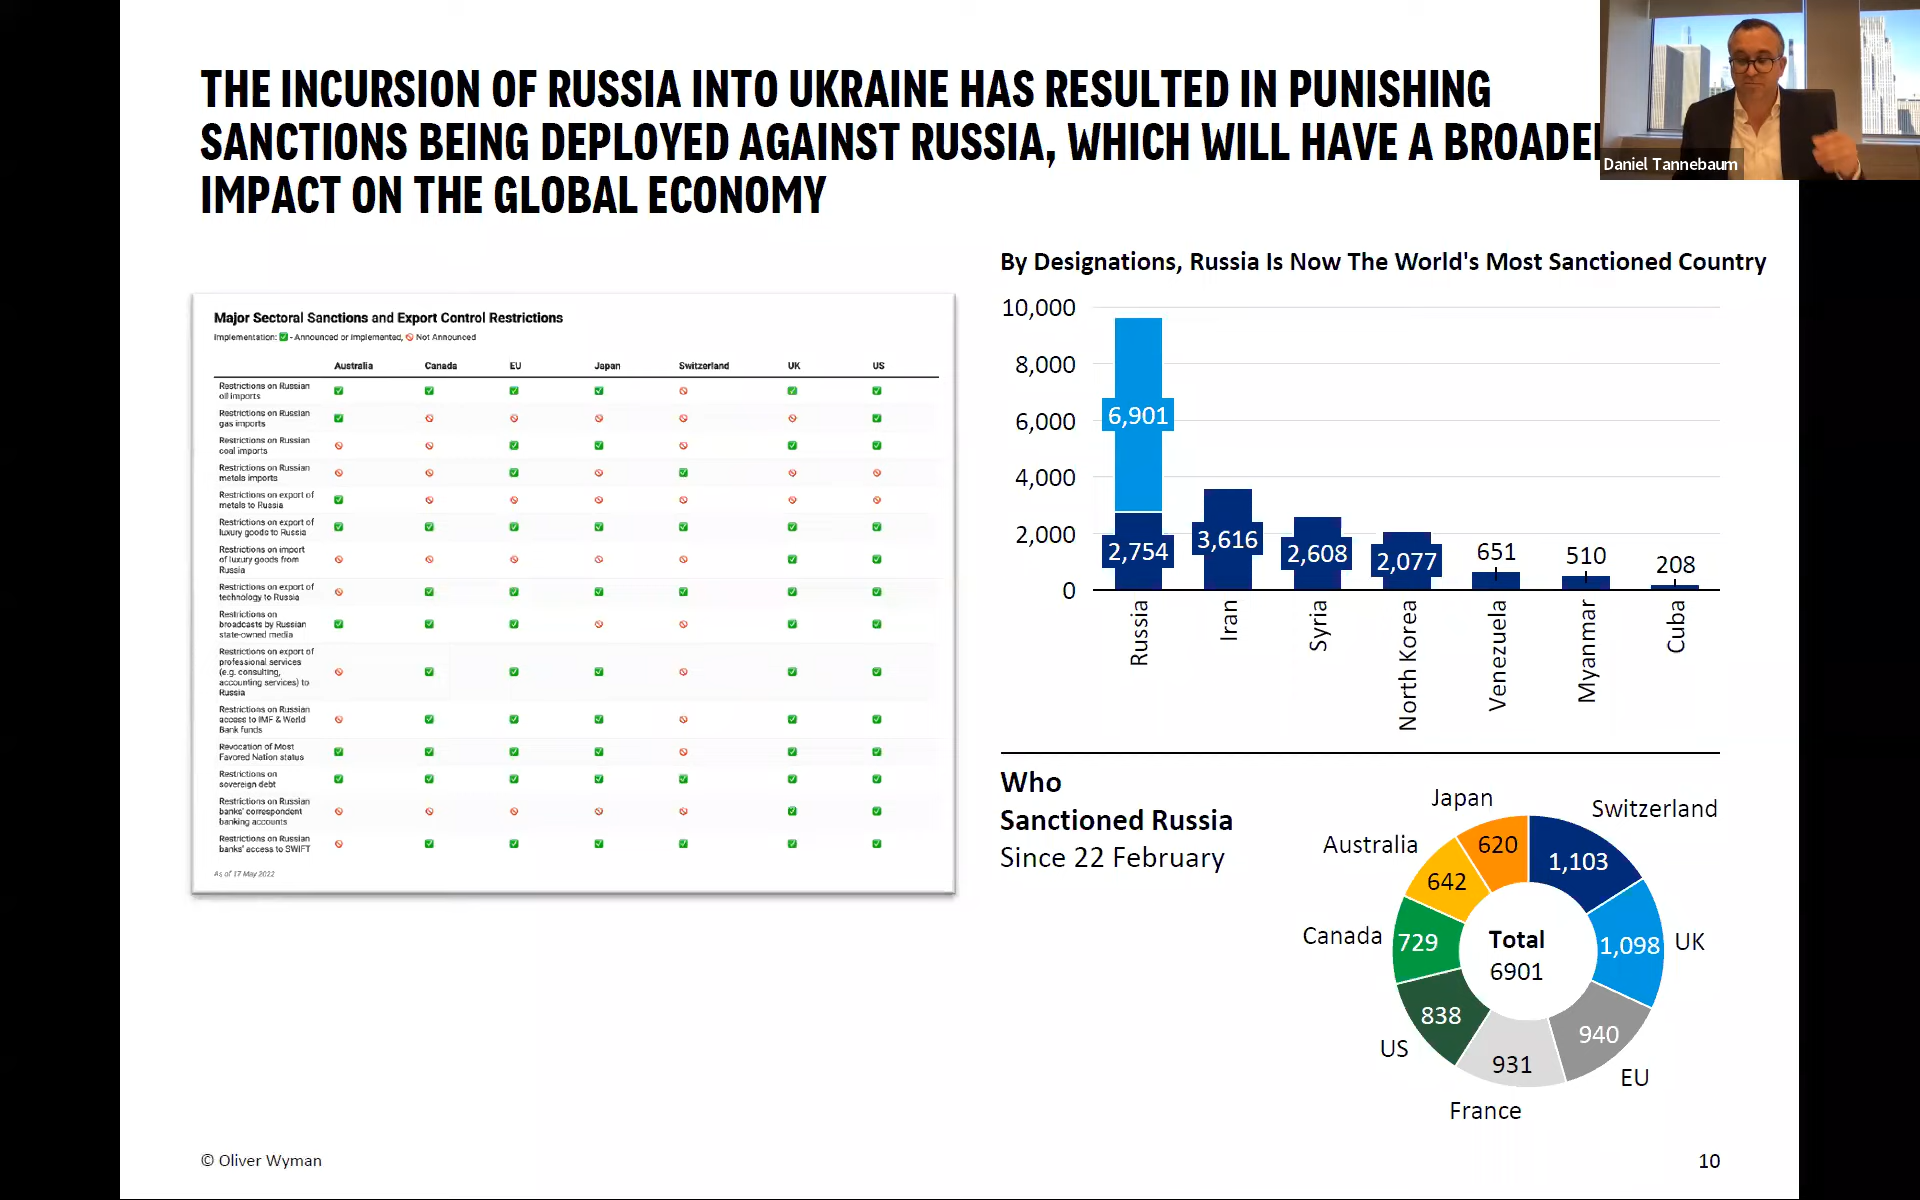 THE INCURSION OF RUSSIA INTO UKRAINE HAS RESULTED IN PUNISHING
SANCTIONS BEING DEPLOYED AGAINST RUSSIA, WHICH WILL HAVE A BROADE
IMPACT ON THE GLOBAL ECONOMY
Daniel Tannebaum
Major Sectoral Sanctions and Export Control Restrictions
Implementation: ✅ - Announced or Implemented, 🚫 Not Announced
Australia Canada EU Japan Switzerland UK US
Restrictions on Russian
oil imports
Restrictions on Russian
gas imports
Restrictions on Russian
coal imports
Restrictions on Russian
metals imports
Restrictions on export of
metals to Russia
Restrictions on export of
luxury goods to Russia
Restrictions on import
of luxury goods from
Russia
Restrictions on export of
technology to Russia
Restrictions on
broadcasts by Russian
state-owned media
Restrictions on export of
professional services
(e.g. consulting,
accounting services) to
Russia
Restrictions on Russian
access to IMF & World
Bank funds
Revocation of Most
Favored Nation status
Restrictions on
sovereign debt
Restrictions on Russian
banks' correspondent
banking accounts
Restrictions on Russian
banks' access to SWIFT
As of 17 May 2022
By Designations, Russia Is Now The World's Most Sanctioned Country
10,000
8,000
6,000
4,000
2,000
0
6,901
2,754
3,616
2,608
2,077
651
510
208
Russia
Iran
Syria
North Korea
Venezuela
Myanmar
Cuba
Who
Sanctioned Russia
Since 22 February
Japan
620
Switzerland
1,103
Australia
642
UK
1,098
Canada
729
Total
6901
US
838
EU
940
France
931
© Oliver Wyman
10